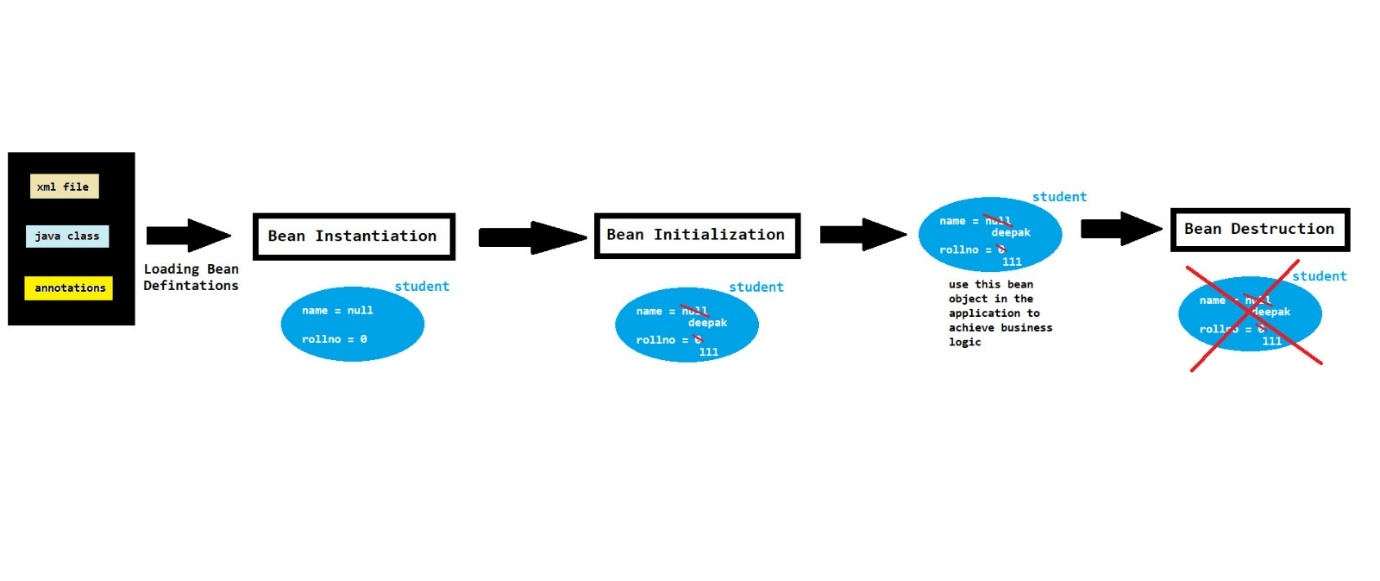 xml file
java class
annotations
Loading Bean
Defintations
Bean Instantiation
student
name = null
rollno = 0
Bean Initialization
student
name = null
deepak
rollno = 0
111
student
name = null
deepak
rollno = 0
111
use this bean
object in the
application to
achieve business
logic
Bean Destruction
student
name = null
deepak
rollno = 0
111